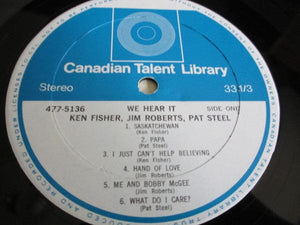 Canadian Talent Library
Stereo
33 1/3
477-5136
WE HEAR IT
SIDE ONE
KEN FISHER, JIM ROBERTS, PAT STEEL
1. SASKATCHEWAN
(Ken Fisher)
2. PAPA
(Pat Steel)
3. I JUST CAN'T HELP BELIEVING
(Ken Fisher)
4. HAND OF LOVE
(Jim Roberts)
5. ME AND BOBBY McGEE
(Jim Roberts)
6. WHAT DO I CARE?
(Pat Steel)